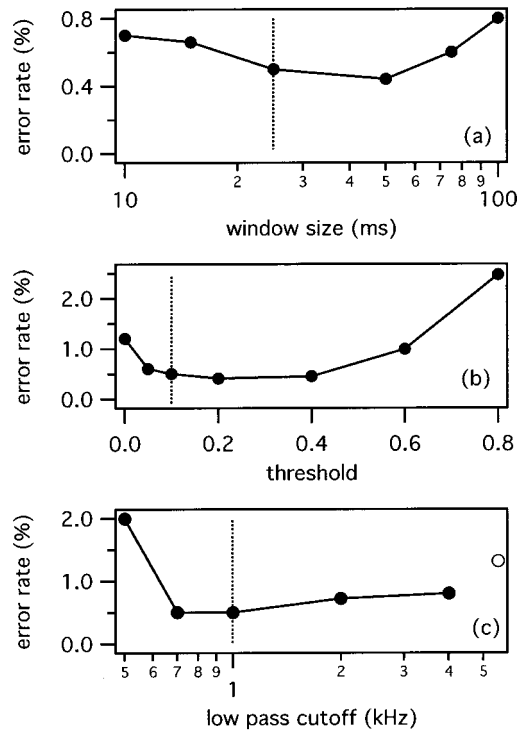 error rate (%)
0.8
0.4
0.0
(a)
10 2 3 4 5 6 7 8 9 100
window size (ms)
error rate (%)
2.0
1.0
0.0
(b)
0.0 0.2 0.4 0.6 0.8
threshold
error rate (%)
2.0
1.0
0.0
(c)
5 6 7 8 9 1 2 3 4 5
low pass cutoff (kHz)